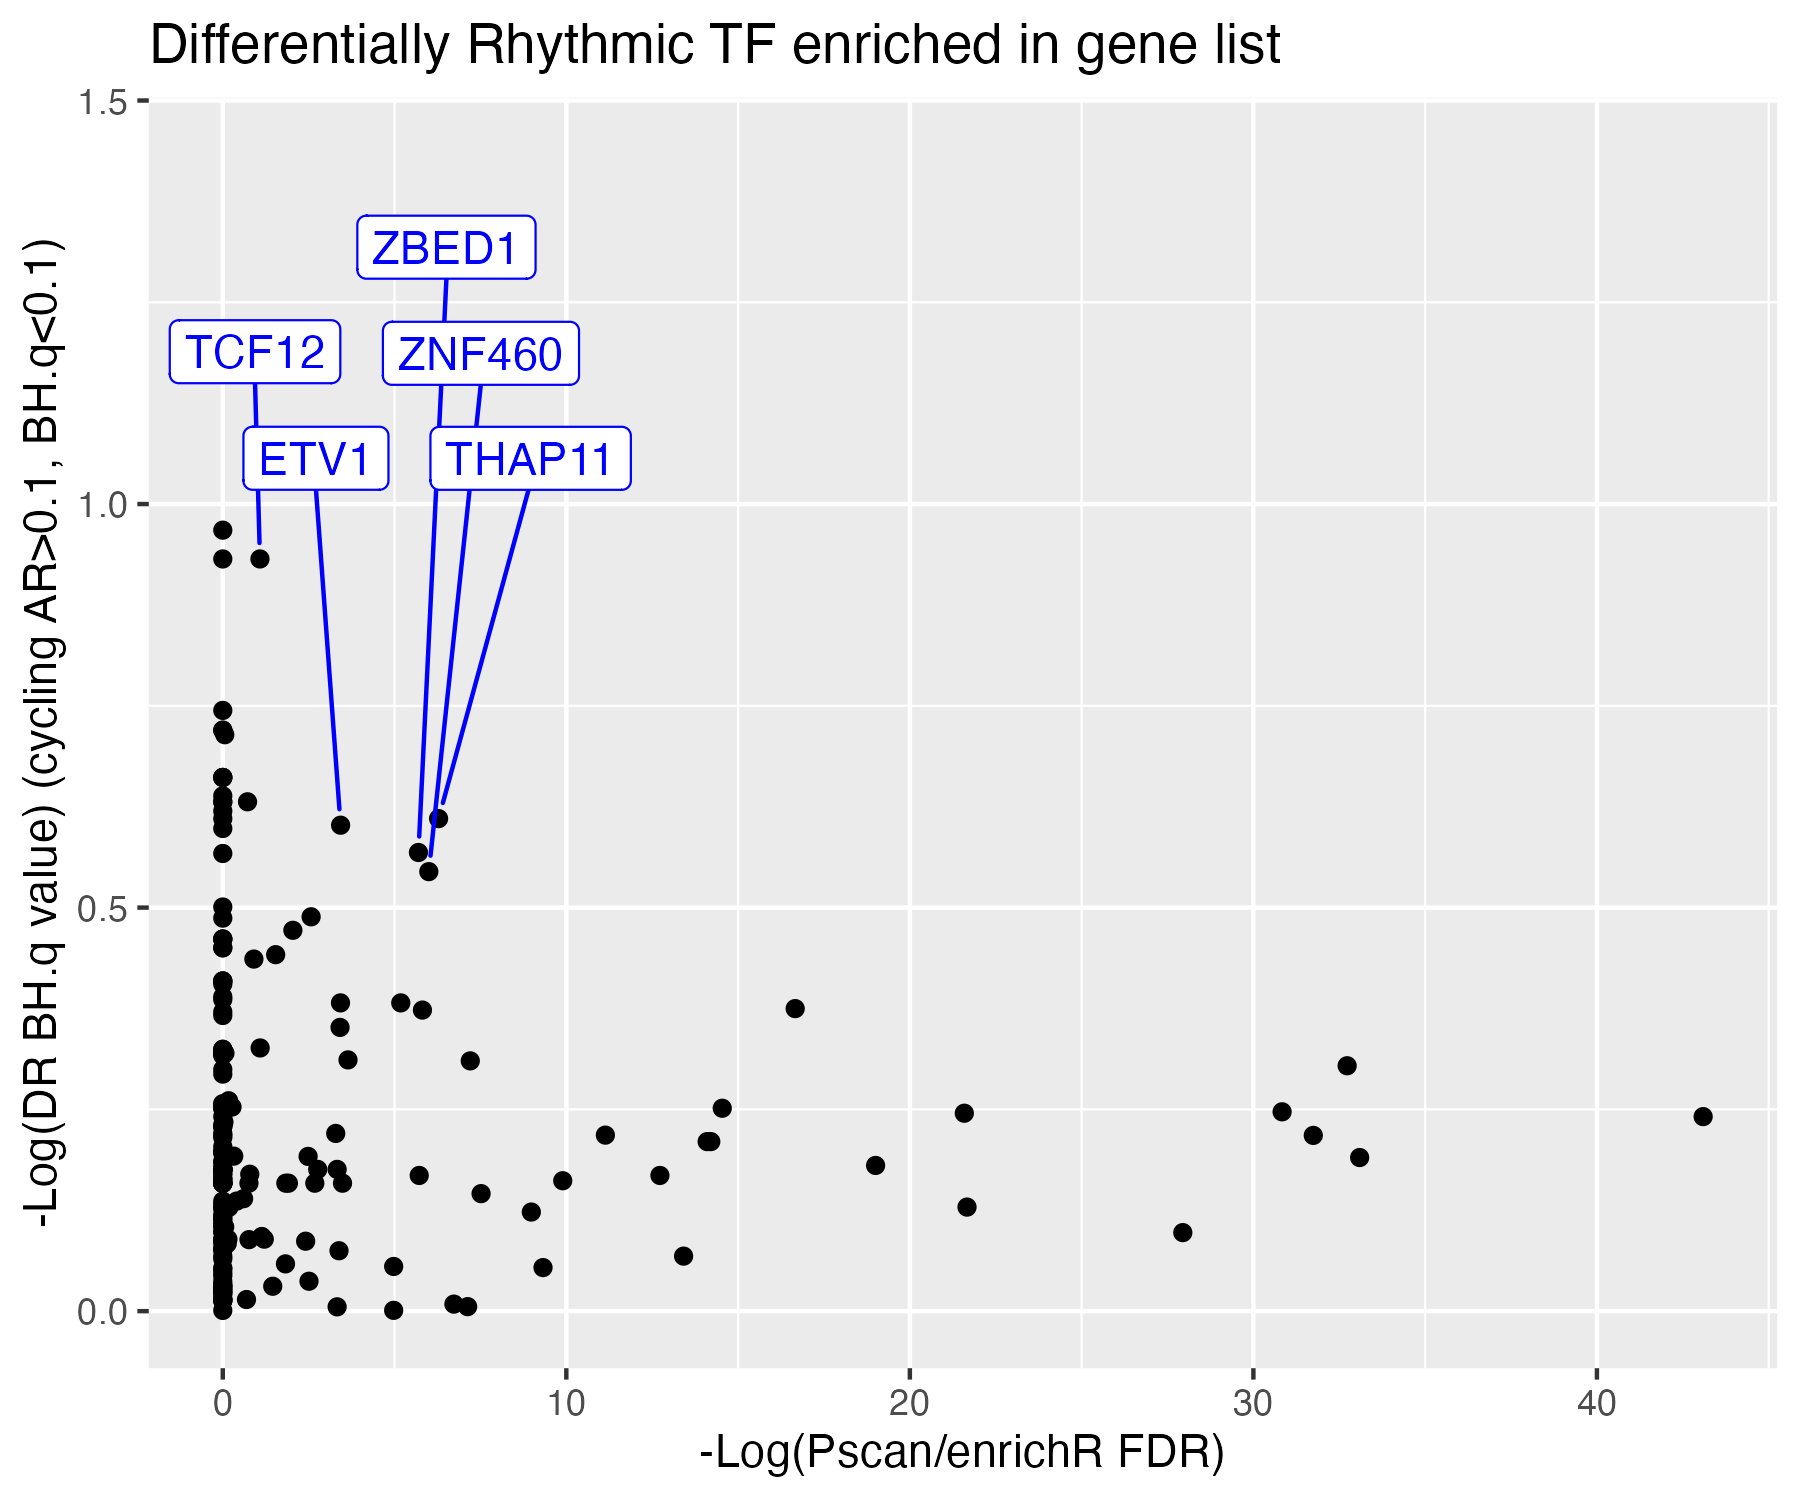 Differentially Rhythmic TF enriched in gene list
-Log(DR BH.q value) (cycling AR>0.1, BH.q<0.1)
1.5
1.0
0.5
0.0
ZBED1
TCF12
ZNF460
ETV1
THAP11
0
10
20
30
40
-Log(Pscan/enrichR FDR)